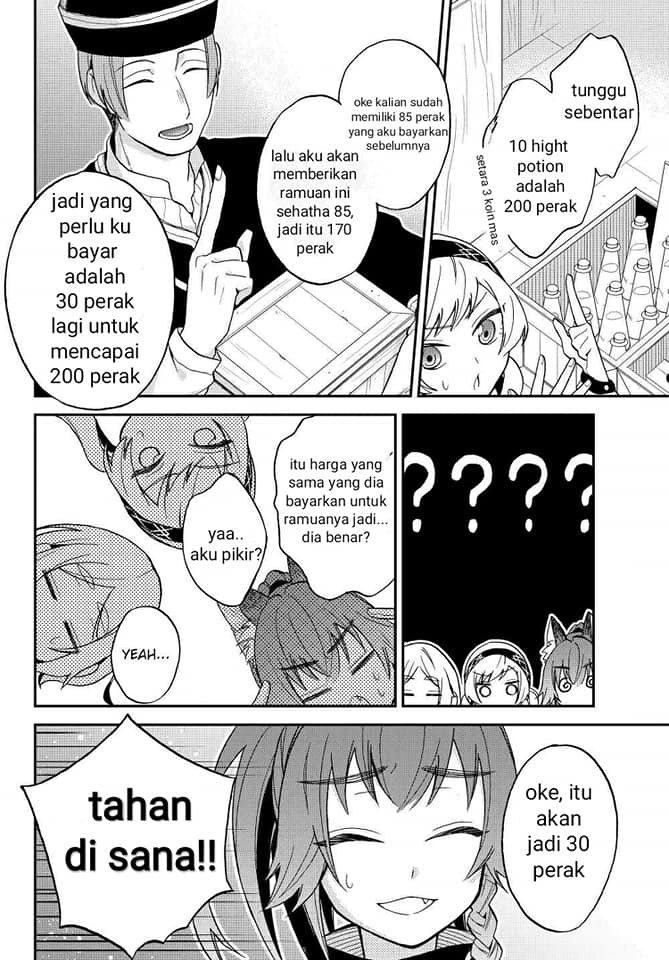 tunggu
sebentar
10 hight
potion
adalah
200 perak
setara 3 koin mas
oke kalian sudah
memiliki 85 perak
yang aku bayarkan
sebelumnya
lalu aku akan
memberikan
ramuan ini
sehatha 85,
jadi itu 170
perak
jadi yang
perlu ku
bayar
adalah
30 perak
lagi untuk
mencapai
200 perak
? ? ? ?
itu harga yang
sama yang dia
bayarkan untuk
ramuanya jadi...
dia benar?
yaa..
aku pikir?
YEAH...
oke, itu
akan
jadi 30
perak
tahan
di sana!!